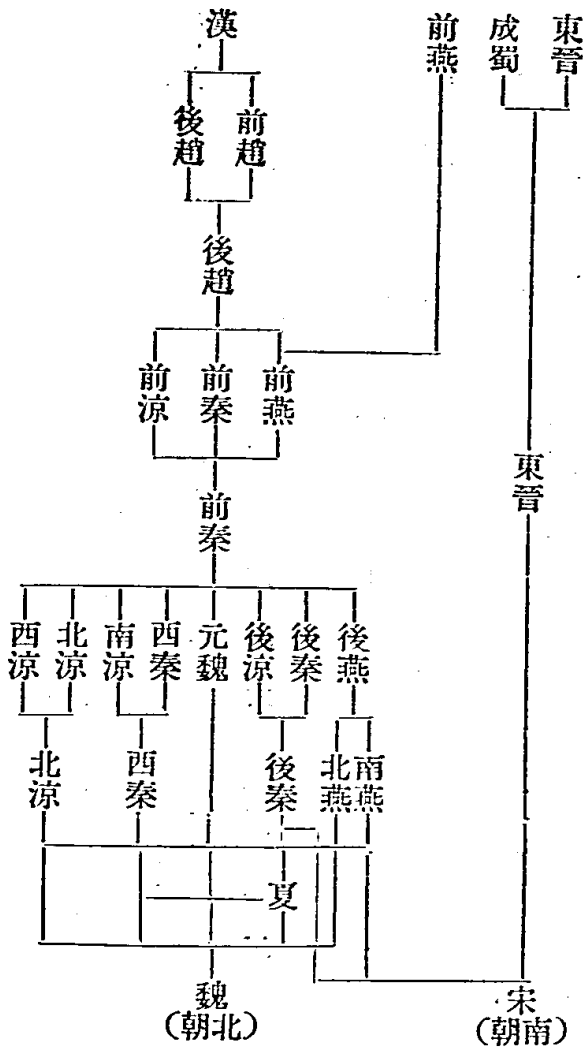 東晉
成蜀
前燕
漢
前趙
後趙
後趙
前燕
前秦
前涼
東晉
前秦
後燕
後秦
後涼
元魏
西秦
南涼
北涼
西涼
南燕
北燕
後秦
西秦
北涼
夏
宋
(朝南)
魏
(朝北)